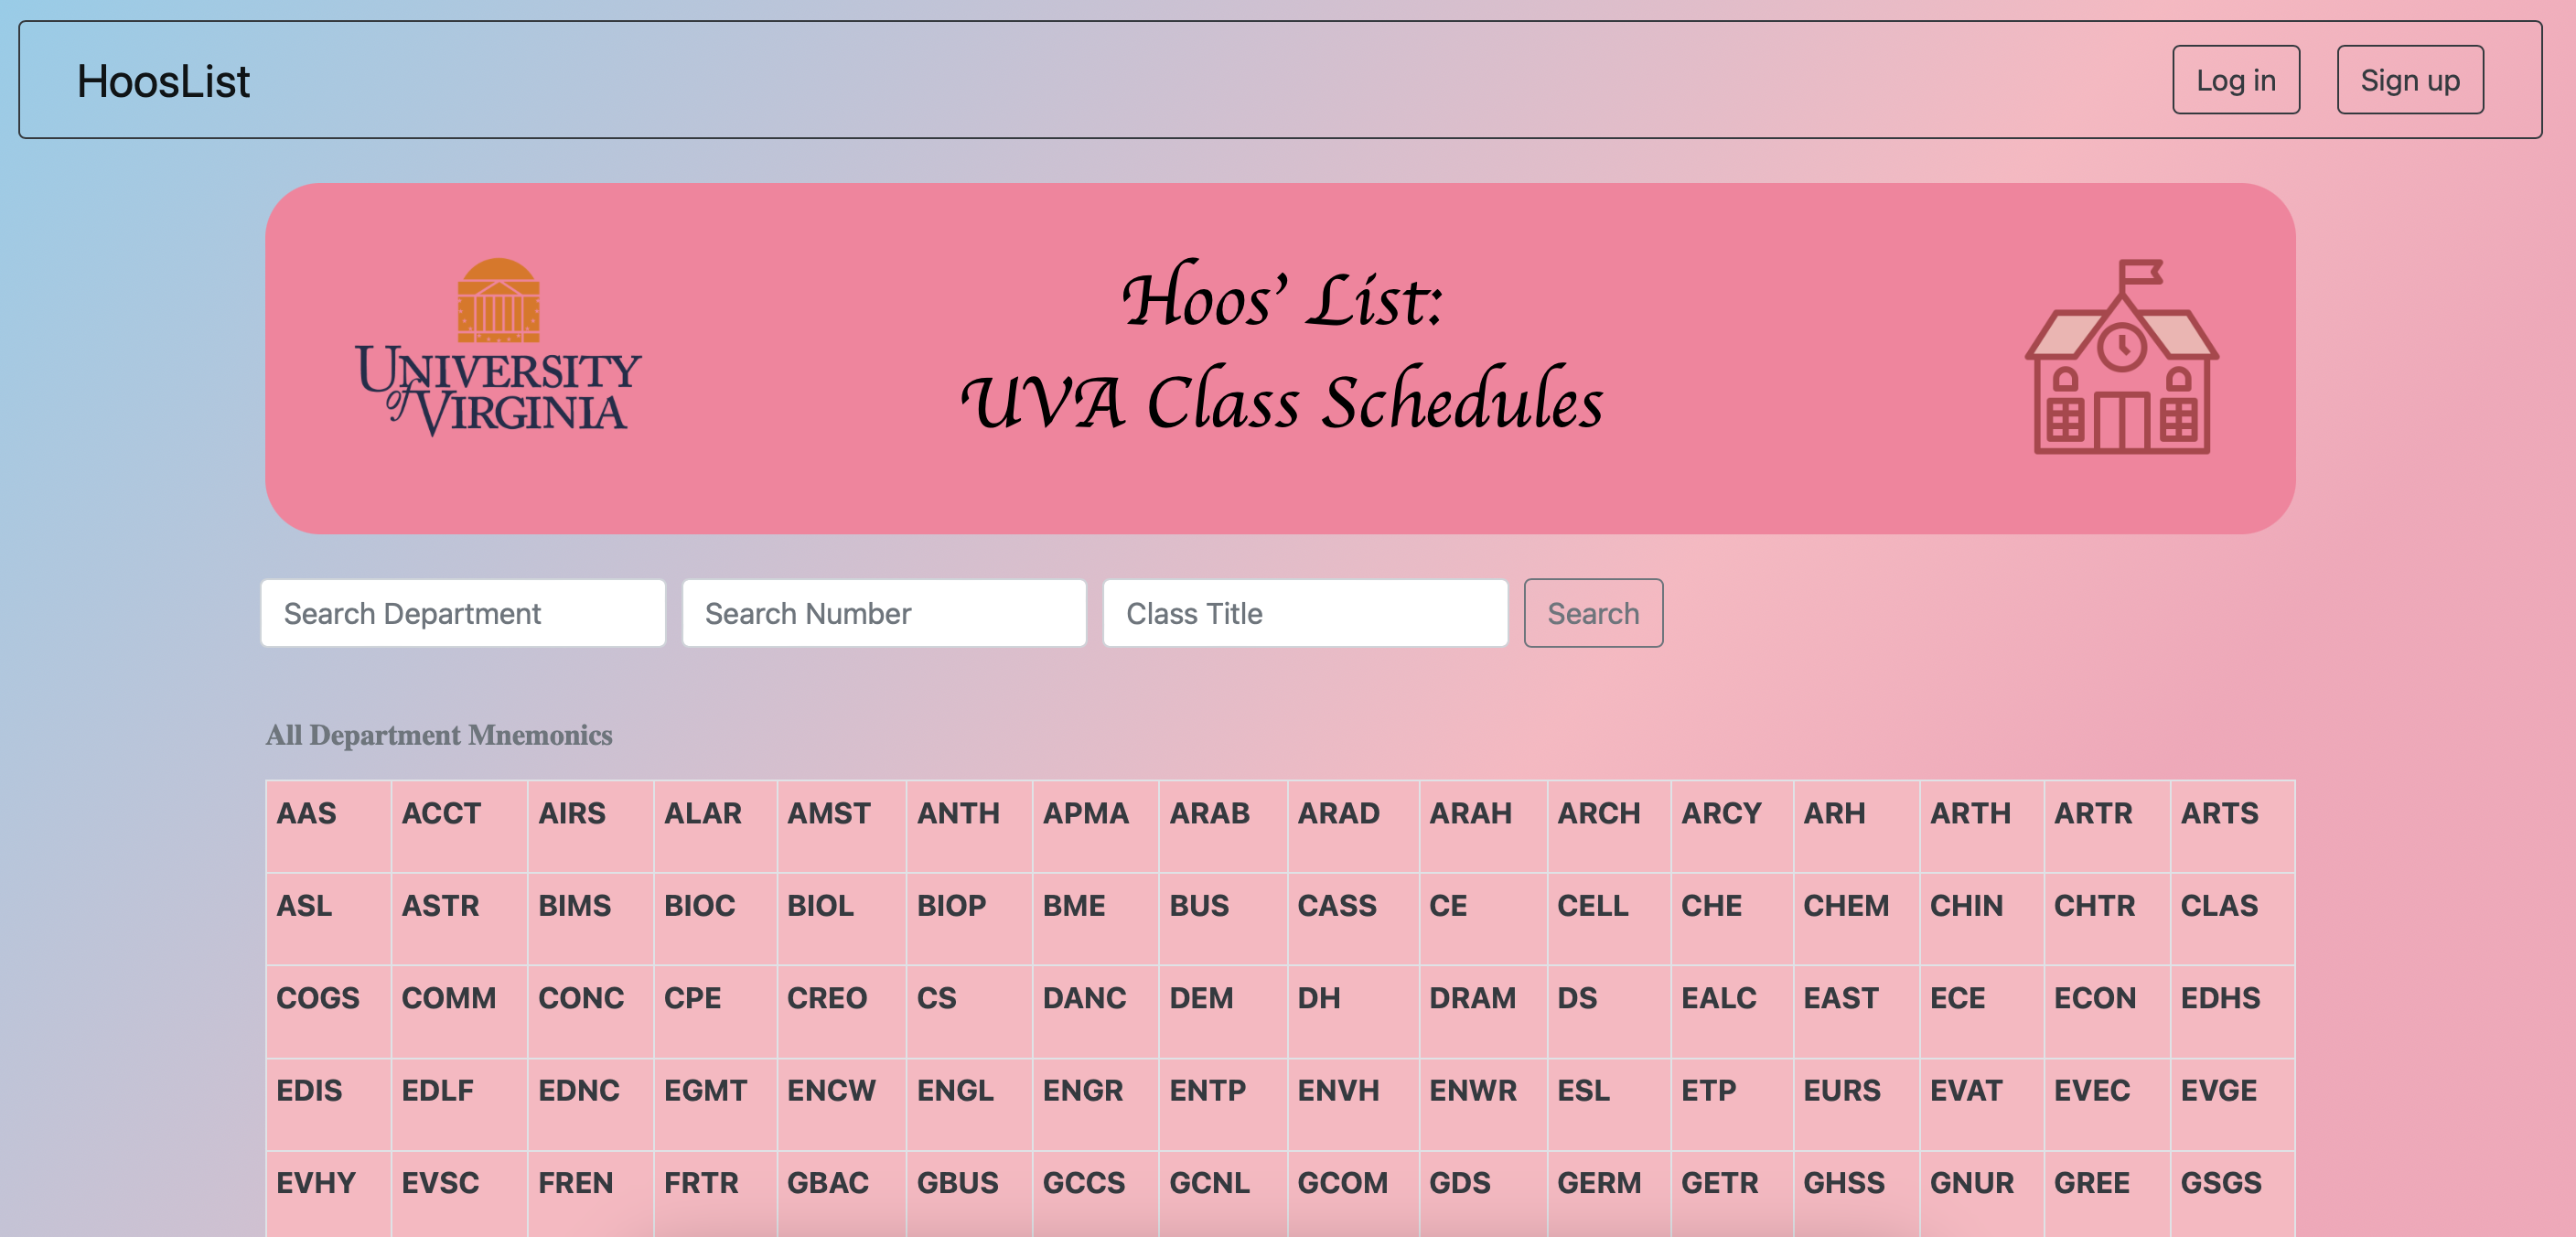 HoosList
Log in
Sign up
UNIVERSITY
of VIRGINIA
Hoos' List:
UVA Class Schedules
Search Department
Search Number
Class Title
Search
All Department Mnemonics
AAS ACCT AIRS ALAR AMST ANTH APMA ARAB ARAD ARAH ARCH ARCY ARH ARTH ARTR ARTS
ASL ASTR BIMS BIOC BIOL BIOP BME BUS CASS CE CELL CHE CHEM CHIN CHTR CLAS
COGS COMM CONC CPE CREO CS DANC DEM DH DRAM DS EALC EAST ECE ECON EDHS
EDIS EDLF EDNC EGMT ENCW ENGL ENGR ENTP ENVH ENWR ESL ETP EURS EVAT EVEC EVGE
EVHY EVSC FREN FRTR GBAC GBUS GCCS GCNL GCOM GDS GERM GETR GHSS GNUR GREE GSGS